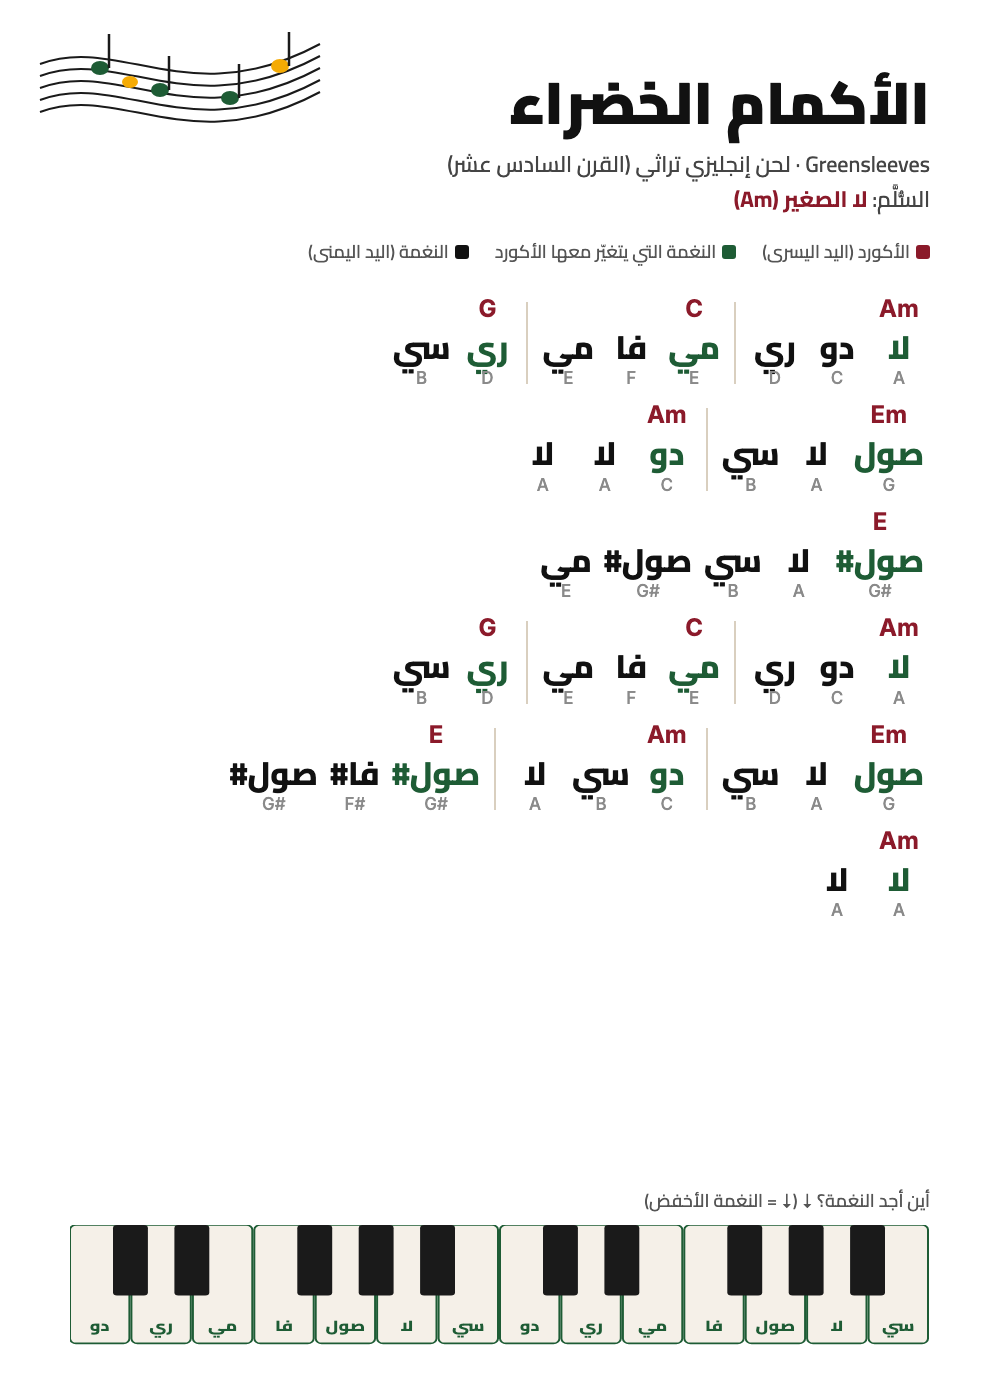 الأكمام الخضراء
Greensleeves · لحن إنجليزي تراثي (القرن السادس عشر)
السُّلَّم: لا الصغير (Am)
الأكورد (اليد اليسرى) النغمة التي يتغيّر معها الأكورد النغمة (اليد اليمنى)
Am C G
لا دو ري مي فا مي ري سي
A C D E F E D B
Em Am
صول لا سي دو لا لا
G A B C A A
E
صول# لا سي صول# مي
G# A B G# E
Am C G
لا دو ري مي فا مي ري سي
A C D E F E D B
Em Am E
صول لا سي دو سي لا صول# فا# صول#
G A B C B A G# F# G#
Am
لا لا
A A
أين أجد النغمة؟ ↓ (↓ = النغمة الأخفض)
دو ري مي فا صول لا سي دو ري مي فا صول لا سي